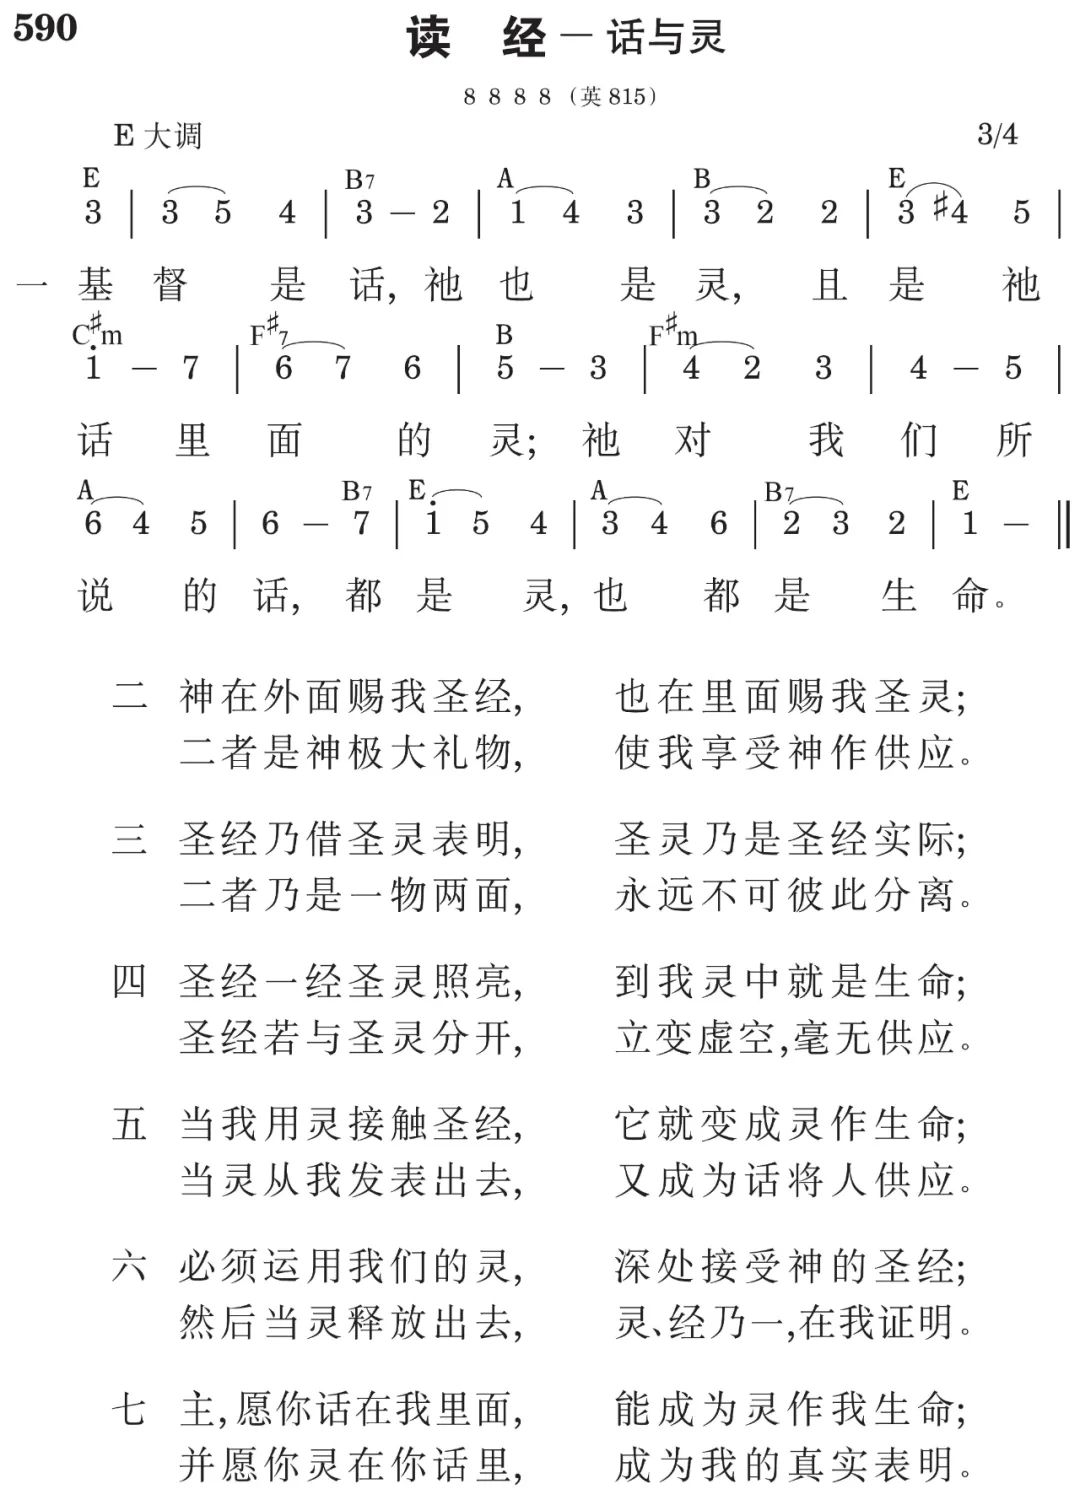 590
读 经 — 话与灵
8 8 8 8 (英 815)
E 大调 3/4
E B7 A B E
3 | 3 5 4 | 3 – 2 | 1 4 3 | 3 2 2 | 3 ♯4 5 |
一 基 督 是 话, 祂 也 是 灵, 且 是 祂
C♯m F♯7 B F♯m
i – 7 | 6 7 6 | 5 – 3 | 4 2 3 | 4 – 5 |
话 里 面 的 灵; 祂 对 我 们 所
A B7 E A B7 E
6 4 5 | 6 – 7 | i 5 4 | 3 4 6 | 2 3 2 | 1 – ‖
说 的 话, 都 是 灵, 也 都 是 生 命。
二 神在外面赐我圣经, 也在里面赐我圣灵;
二者是神极大礼物, 使我享受神作供应。
三 圣经乃借圣灵表明, 圣灵乃是圣经实际;
二者乃是一物两面, 永远不可彼此分离。
四 圣经一经圣灵照亮, 到我灵中就是生命;
圣经若与圣灵分开, 立变虚空,毫无供应。
五 当我用灵接触圣经, 它就变成灵作生命;
当灵从我发表出去, 又成为话将人供应。
六 必须运用我们的灵, 深处接受神的圣经;
然后当灵释放出去, 灵、经乃一,在我证明。
七 主,愿你话在我里面, 能成为灵作我生命;
并愿你灵在你话里, 成为我的真实表明。